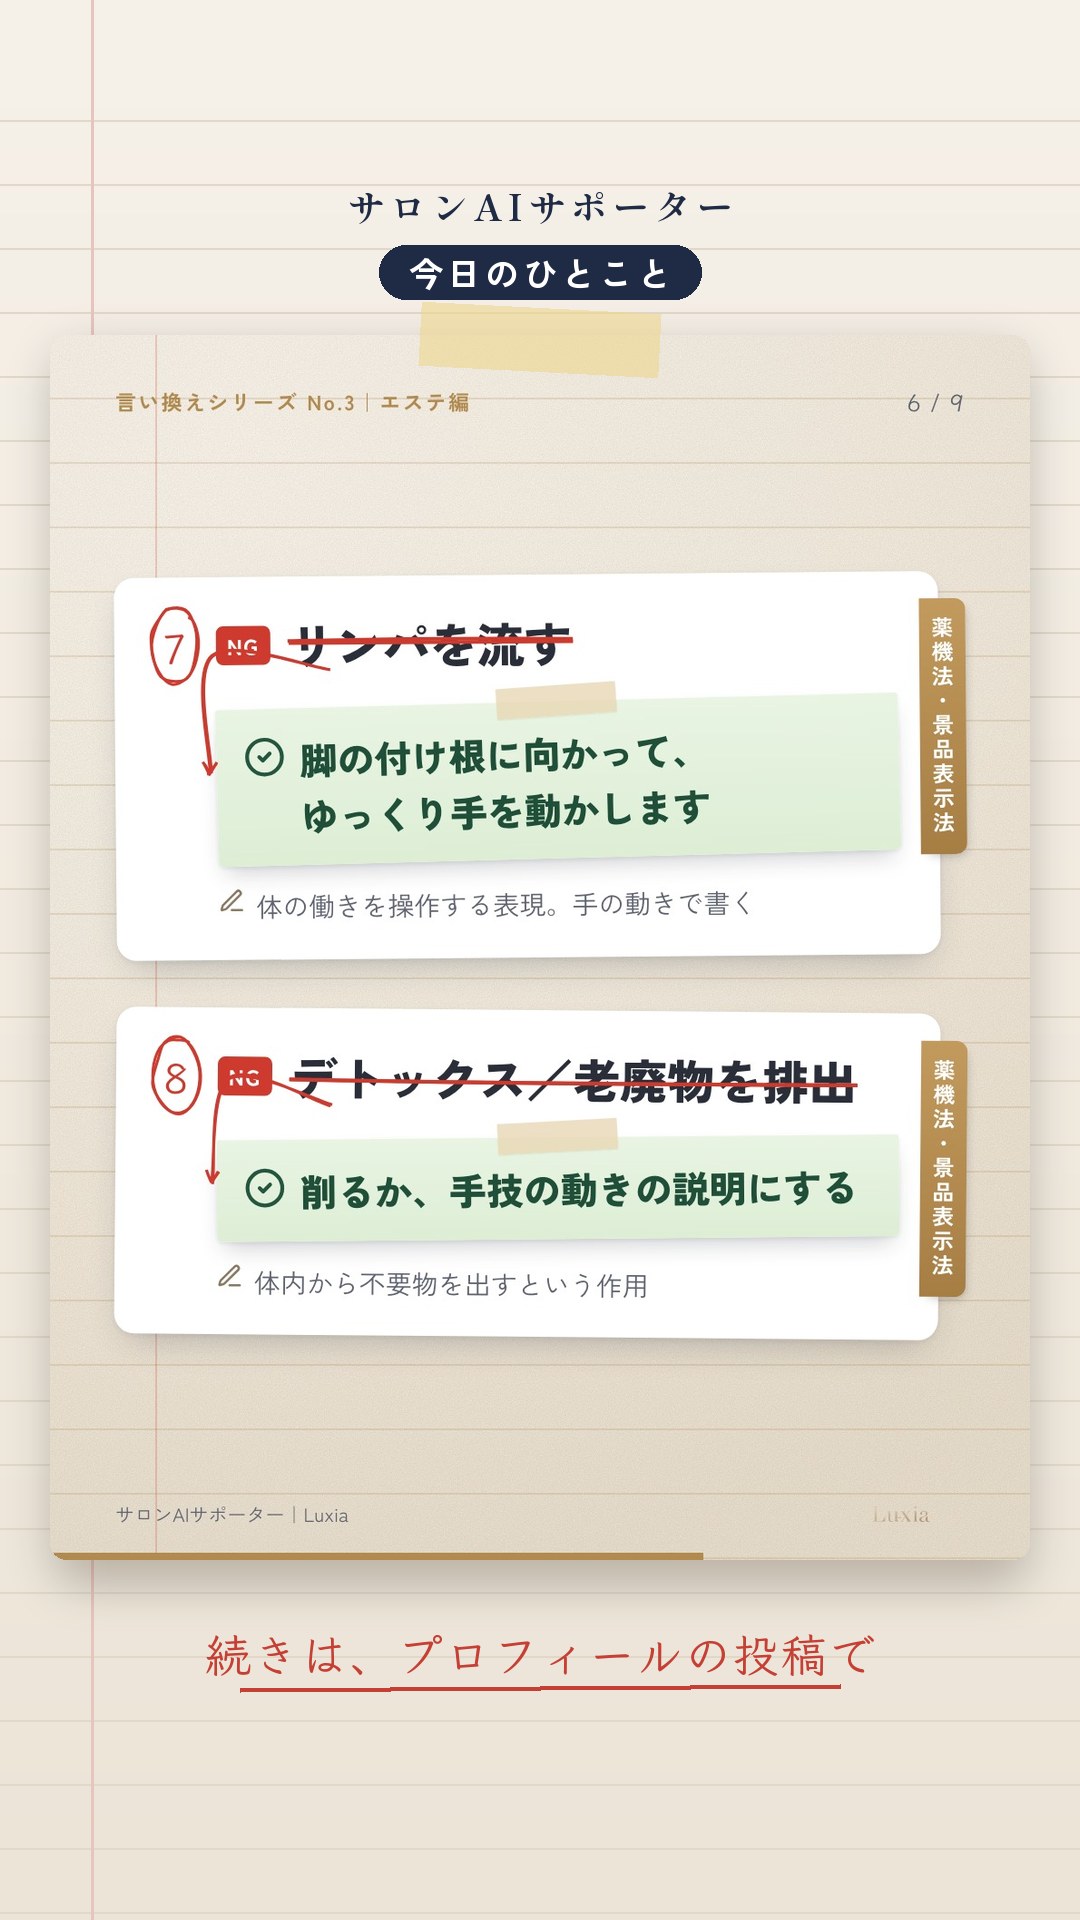 サロンAIサポーター
今日のひとこと
言い換えシリーズ No.3｜エステ編
6 / 9
7
NG
リンパを流す
脚の付け根に向かって、
ゆっくり手を動かします
体の働きを操作する表現。手の動きで書く
薬機法・景品表示法
8
NG
デトックス／老廃物を排出
削るか、手技の動きの説明にする
体内から不要物を出すという作用
薬機法・景品表示法
サロンAIサポーター｜Luxia
Luxia
続きは、プロフィールの投稿で